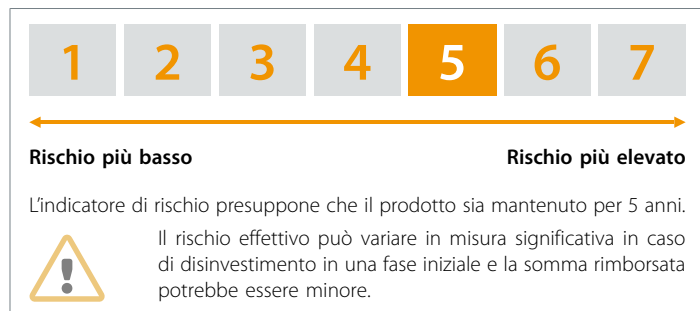 1 2 3 4 5 6 7
Rischio più basso Rischio più elevato
L'indicatore di rischio presuppone che il prodotto sia mantenuto per 5 anni.
Il rischio effettivo può variare in misura significativa in caso
di disinvestimento in una fase iniziale e la somma rimborsata
potrebbe essere minore.